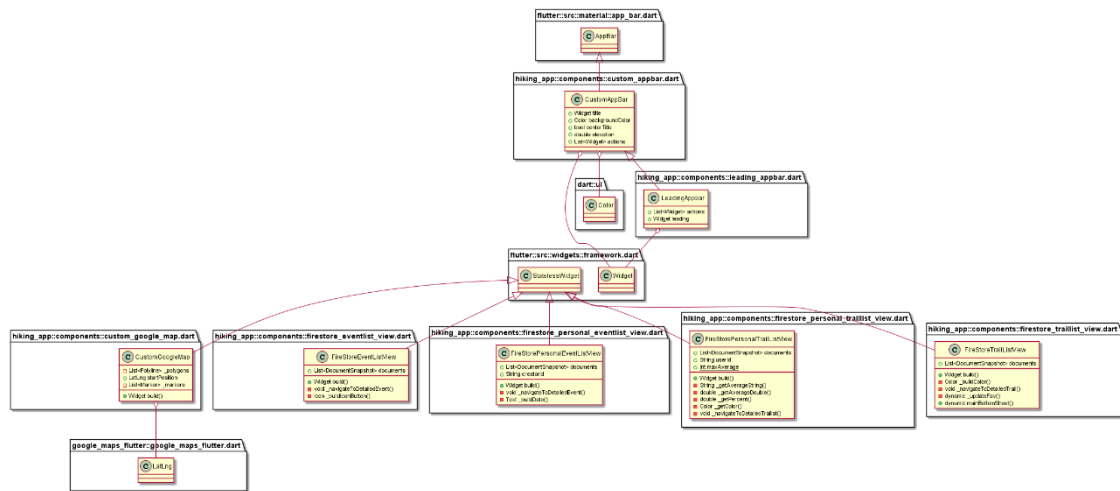 flutter::src::material::app_bar.dart
C AppBar
hiking_app::components::custom_appbar.dart
C CustomAppBar
Widget title
Color backgroundColor
bool centerTitle
double elevation
List<Widget> actions
dart::ui
C Color
hiking_app::components::leading_appbar.dart
C LeadingAppbar
List<Widget> actions
Widget leading
flutter::src::widgets::framework.dart
C StatelessWidget
C Widget
hiking_app::components::custom_google_map.dart
C CustomGoogleMap
List<Polyline> _polygons
LatLng startPosition
List<Marker> _markers
Widget build()
hiking_app::components::firestore_eventlist_view.dart
C FireStoreEventListView
List<DocumentSnapshot> documents
Widget build()
void _navigateToDetailedEvent()
Icon _buildIconButton()
hiking_app::components::firestore_personal_eventlist_view.dart
C FireStorePersonalEventListView
List<DocumentSnapshot> documents
String creatorId
Widget build()
void _navigateToDetailedEvent()
Text _buildDate()
hiking_app::components::firestore_personal_traillist_view.dart
C FireStorePersonalTrailListView
List<DocumentSnapshot> documents
String userId
int maxAverage
Widget build()
String _getAverageString()
double _getAverageDouble()
double _getPercent()
Color _getColor()
void _navigateToDetailedTraillist()
hiking_app::components::firestore_traillist_view.dart
C FireStoreTrailListView
List<DocumentSnapshot> documents
Widget build()
Color _buildColor()
void _navigateToDetailedTrail()
dynamic _updateFav()
dynamic mainBottomSheet()
google_maps_flutter::google_maps_flutter.dart
C LatLng